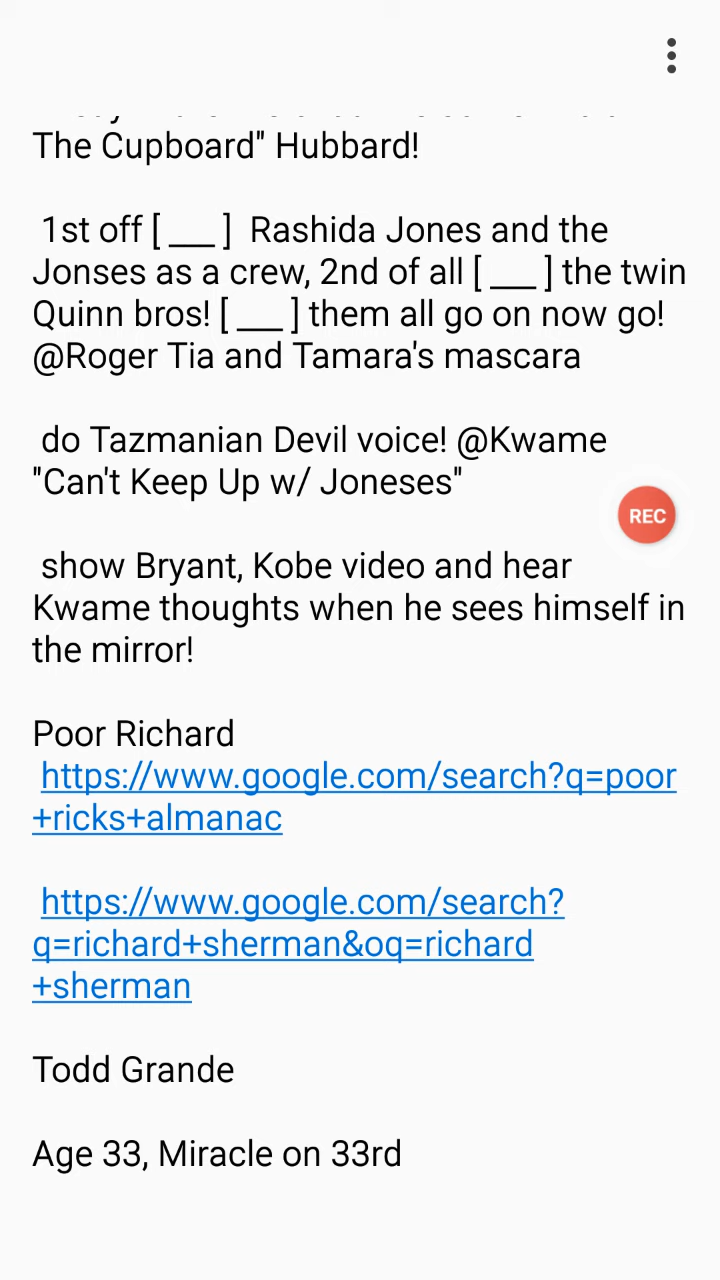 The Cupboard" Hubbard!
1st off [ ___ ]  Rashida Jones and the
Jonses as a crew, 2nd of all [ ___ ] the twin
Quinn bros! [ ___ ] them all go on now go!
@Roger Tia and Tamara's mascara
do Tazmanian Devil voice! @Kwame
"Can't Keep Up w/ Joneses"
REC
show Bryant, Kobe video and hear
Kwame thoughts when he sees himself in
the mirror!
Poor Richard
https://www.google.com/search?q=poor
+ricks+almanac
https://www.google.com/search?
q=richard+sherman&oq=richard
+sherman
Todd Grande
Age 33, Miracle on 33rd